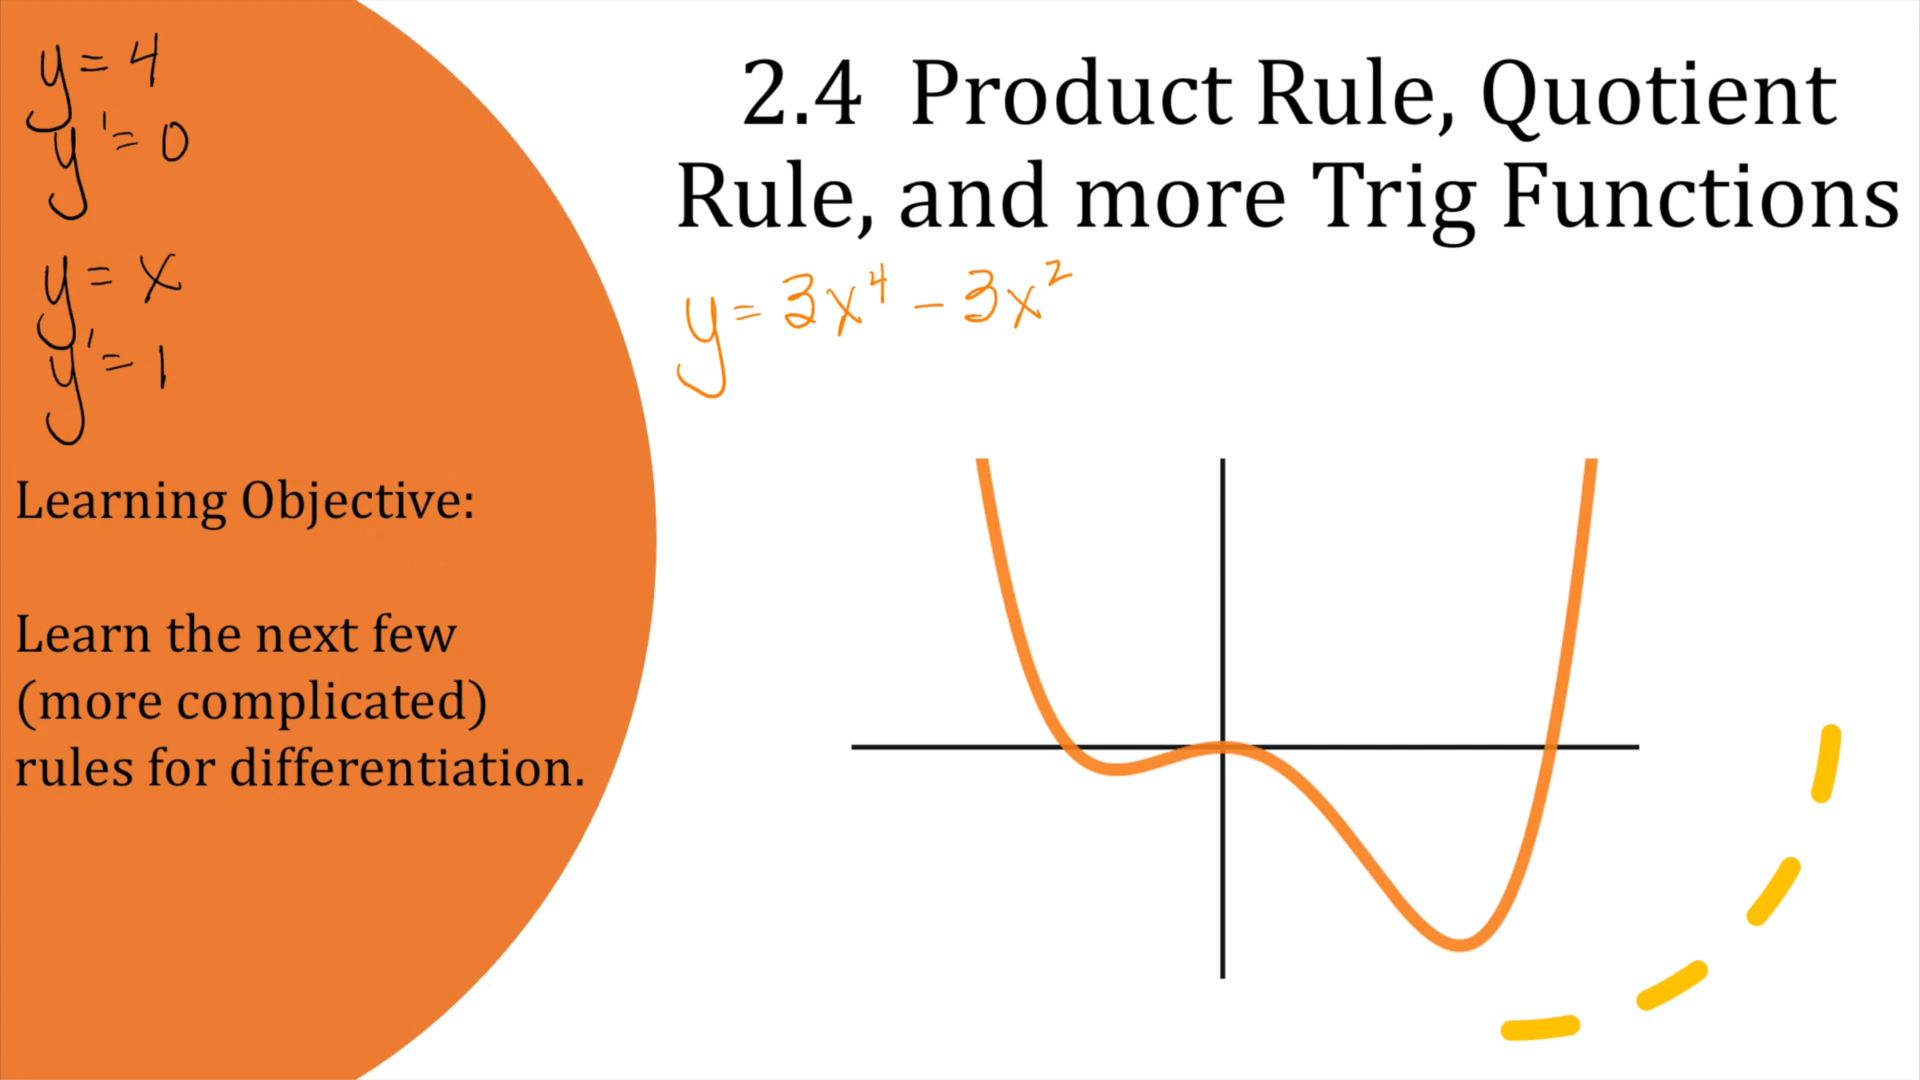 y = 4
y' = 0
y = x
y' = 1
Learning Objective:
Learn the next few
(more complicated)
rules for differentiation.
2.4 Product Rule, Quotient
Rule, and more Trig Functions
y = 3x⁴ - 3x²